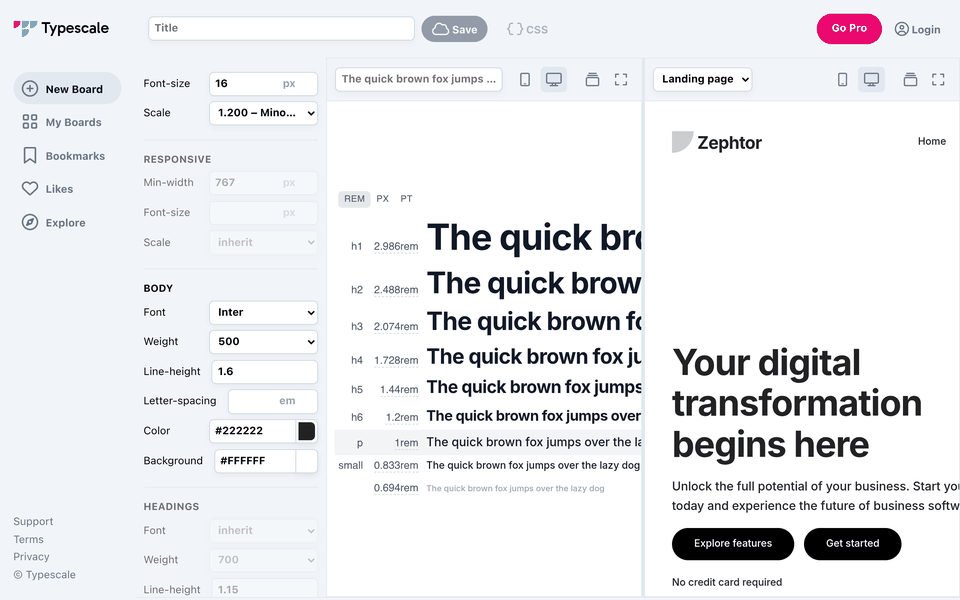 Typescale
Title
Save
CSS
Go Pro
Login
New Board
My Boards
Bookmarks
Likes
Explore
Support
Terms
Privacy
© Typescale
Font-size
16
px
Scale
1.200 – Mino...
RESPONSIVE
Min-width
767
px
Font-size
px
Scale
inherit
BODY
Font
Inter
Weight
500
Line-height
1.6
Letter-spacing
em
Color
#222222
Background
#FFFFFF
HEADINGS
Font
inherit
Weight
700
Line-height
1.15
The quick brown fox jumps ...
REM PX PT
h1 2.986rem The quick bro
h2 2.488rem The quick brow
h3 2.074rem The quick brown fo
h4 1.728rem The quick brown fox ju
h5 1.44rem The quick brown fox jumps
h6 1.2rem The quick brown fox jumps over
p 1rem The quick brown fox jumps over the la
small 0.833rem The quick brown fox jumps over the lazy dog
0.694rem The quick brown fox jumps over the lazy dog
Landing page
Zephtor
Home
Your digital
transformation
begins here
Unlock the full potential of your business. Start you
today and experience the future of business softw
Explore features
Get started
No credit card required